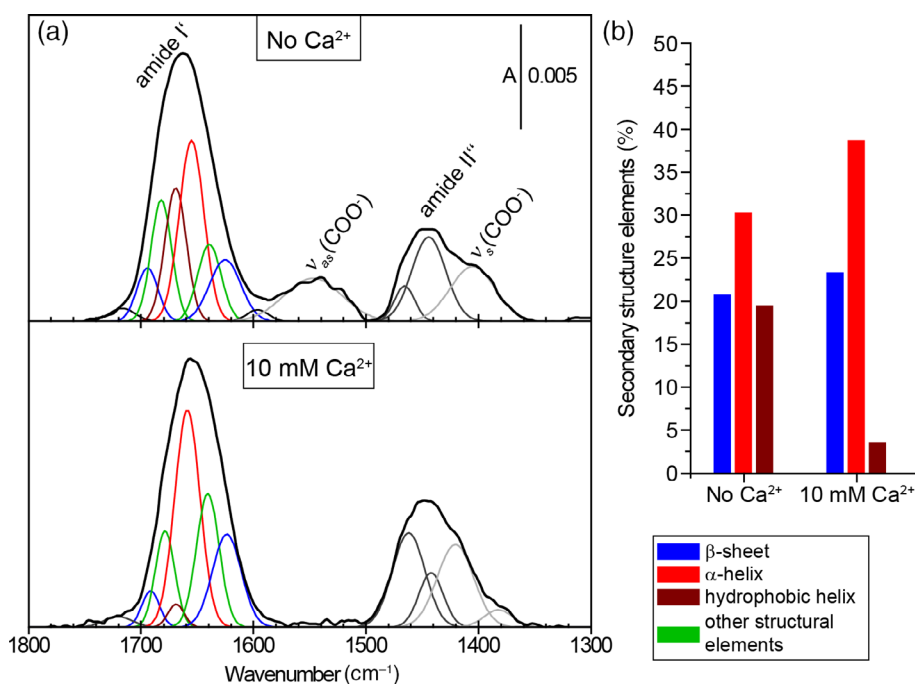 (a)
No Ca²⁺
amide I‘
A 0.005
νas(COO⁻)
amide II“
νs(COO⁻)
10 mM Ca²⁺
1800 1700 1600 1500 1400 1300
Wavenumber (cm⁻¹)
(b)
Secondary structure elements (%)
50
45
40
35
30
25
20
15
10
5
0
No Ca²⁺ 10 mM Ca²⁺
β-sheet
α-helix
hydrophobic helix
other structural
elements